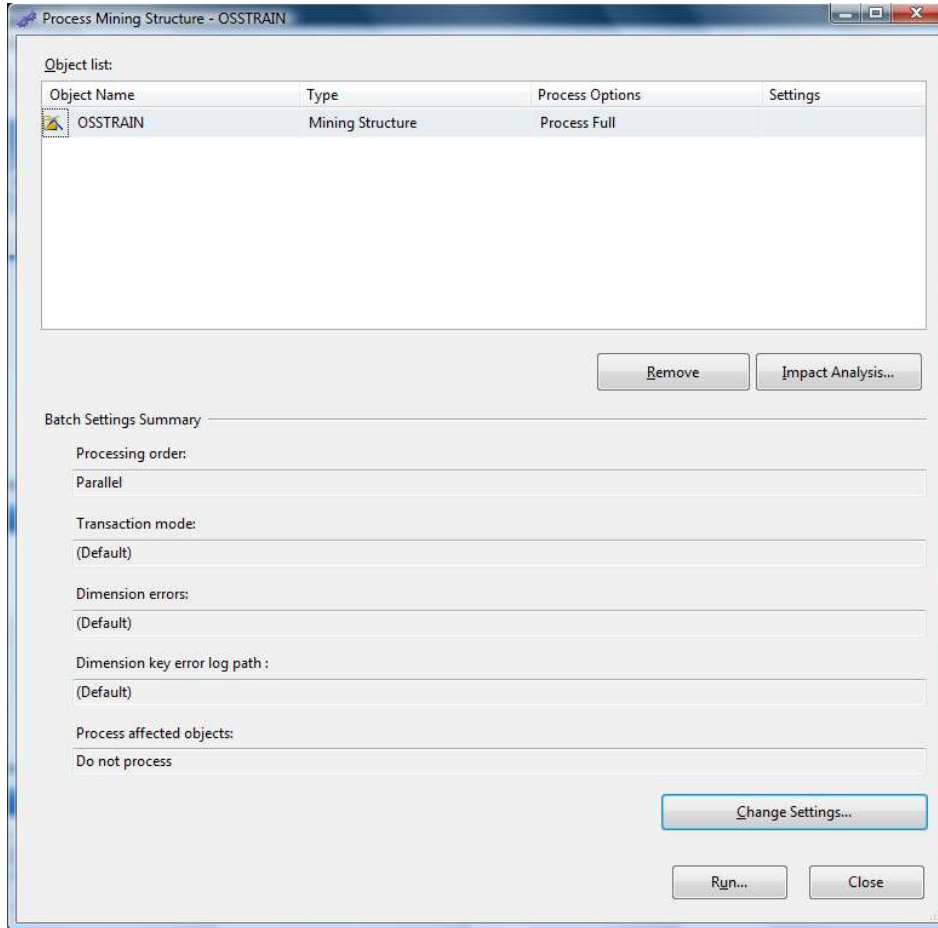 Process Mining Structure - OSSTRAIN
Object list:
Object Name Type Process Options Settings
OSSTRAIN Mining Structure Process Full
Remove Impact Analysis...
Batch Settings Summary
Processing order:
Parallel
Transaction mode:
(Default)
Dimension errors:
(Default)
Dimension key error log path :
(Default)
Process affected objects:
Do not process
Change Settings...
Run... Close